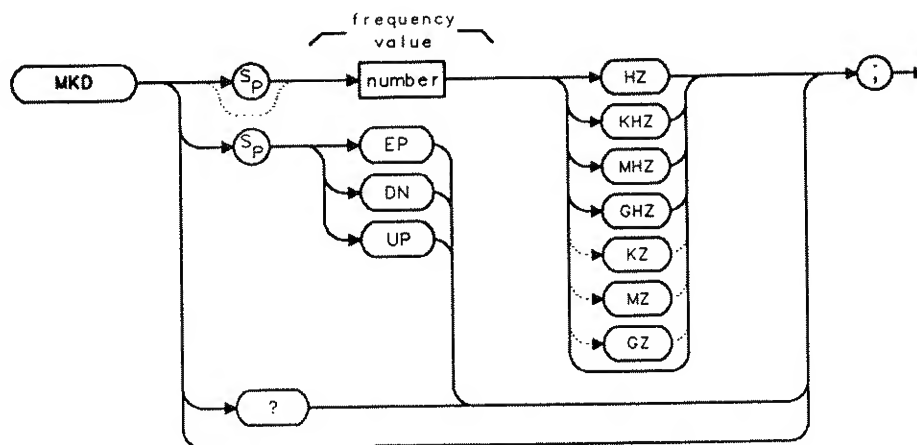 frequency
value
MKD
SP
number
HZ
;
KHZ
SP
EP
MHZ
DN
GHZ
UP
KZ
MZ
GZ
?